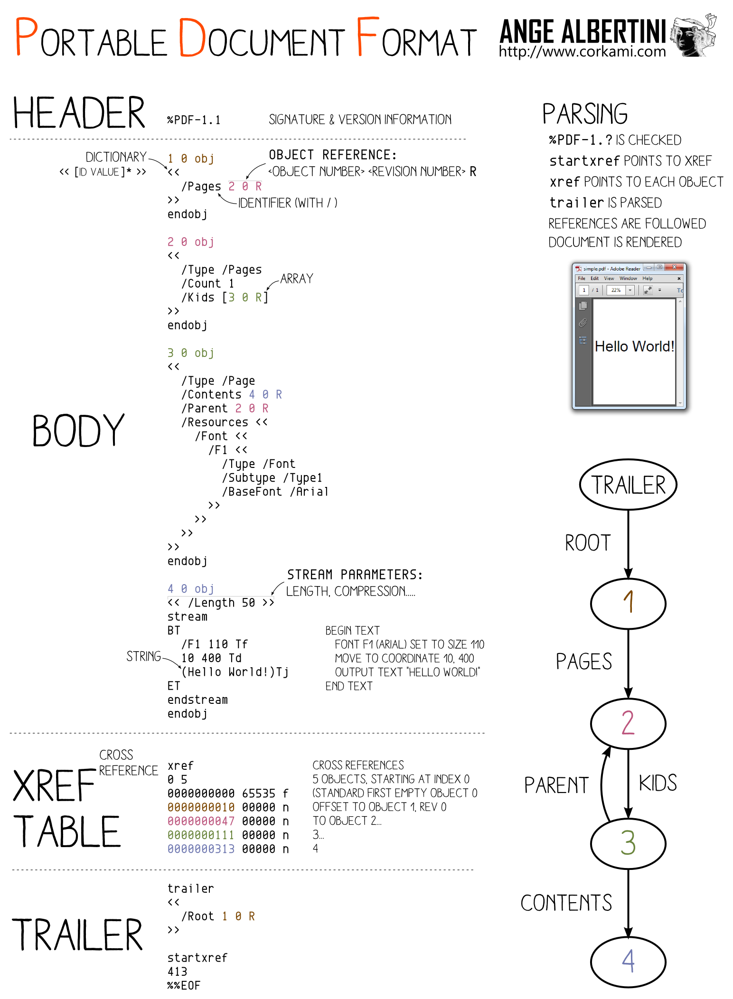 PORTABLE DOCUMENT FORMAT
ANGE ALBERTINI
http://www.corkami.com
HEADER
%PDF-1.1 SIGNATURE & VERSION INFORMATION
BODY
DICTIONARY
<< [ID VALUE]* >>
1 0 obj
<<
/Pages 2 0 R
>>
endobj
OBJECT REFERENCE:
<OBJECT NUMBER> <REVISION NUMBER> R
IDENTIFIER (WITH / )
2 0 obj
<<
/Type /Pages
/Count 1
/Kids [3 0 R]
>>
endobj
ARRAY
3 0 obj
<<
/Type /Page
/Contents 4 0 R
/Parent 2 0 R
/Resources <<
/Font <<
/F1 <<
/Type /Font
/Subtype /Type1
/BaseFont /Arial
>>
>>
>>
>>
endobj
STREAM PARAMETERS:
LENGTH, COMPRESSION.....
4 0 obj
<< /Length 50 >>
stream
BT BEGIN TEXT
/F1 110 Tf FONT F1 (ARIAL) SET TO SIZE 110
10 400 Td MOVE TO COORDINATE 10, 400
STRING
(Hello World!)Tj OUTPUT TEXT "HELLO WORLD!"
ET END TEXT
endstream
endobj
XREF TABLE
CROSS REFERENCE
xref CROSS REFERENCES
0 5 5 OBJECTS, STARTING AT INDEX 0
0000000000 65535 f (STANDARD FIRST EMPTY OBJECT 0
0000000010 00000 n OFFSET TO OBJECT 1, REV 0
0000000047 00000 n TO OBJECT 2...
0000000111 00000 n 3...
0000000313 00000 n 4
TRAILER
trailer
<<
/Root 1 0 R
>>
startxref
413
%%EOF
PARSING
%PDF-1.? IS CHECKED
startxref POINTS TO XREF
xref POINTS TO EACH OBJECT
trailer IS PARSED
REFERENCES ARE FOLLOWED
DOCUMENT IS RENDERED
simple.pdf - Adobe Reader
File Edit View Window Help
1 / 1 22% To
Hello World!
TRAILER
ROOT
1
PAGES
2
PARENT KIDS
3
CONTENTS
4